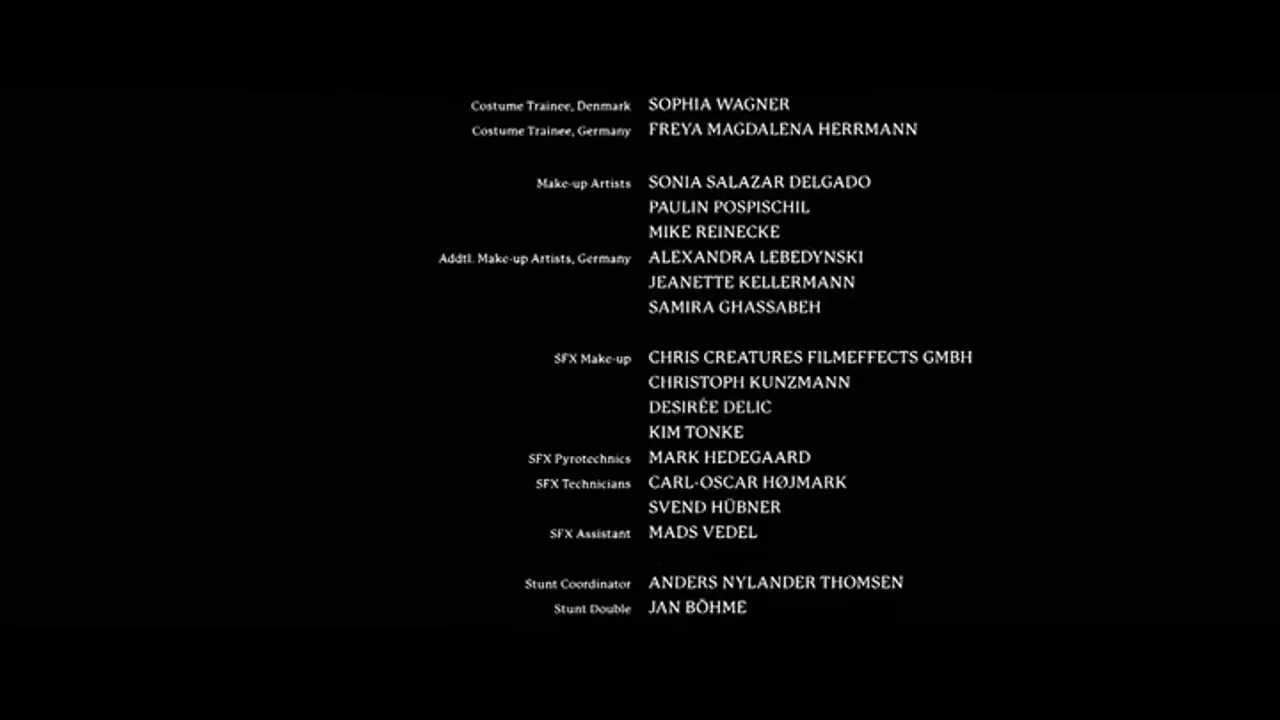 Costume Trainee, Denmark SOPHIA WAGNER
Costume Trainee, Germany FREYA MAGDALENA HERRMANN
Make-up Artists SONIA SALAZAR DELGADO
PAULIN POSPISCHIL
MIKE REINECKE
Addtl. Make-up Artists, Germany ALEXANDRA LEBEDYNSKI
JEANETTE KELLERMANN
SAMIRA GHASSABEH
SFX Make-up CHRIS CREATURES FILMEFFECTS GMBH
CHRISTOPH KUNZMANN
DESIRÉE DELIC
KIM TONKE
SFX Pyrotechnics MARK HEDEGAARD
SFX Technicians CARL-OSCAR HØJMARK
SVEND HÜBNER
SFX Assistant MADS VEDEL
Stunt Coordinator ANDERS NYLANDER THOMSEN
Stunt Double JAN BÖHME